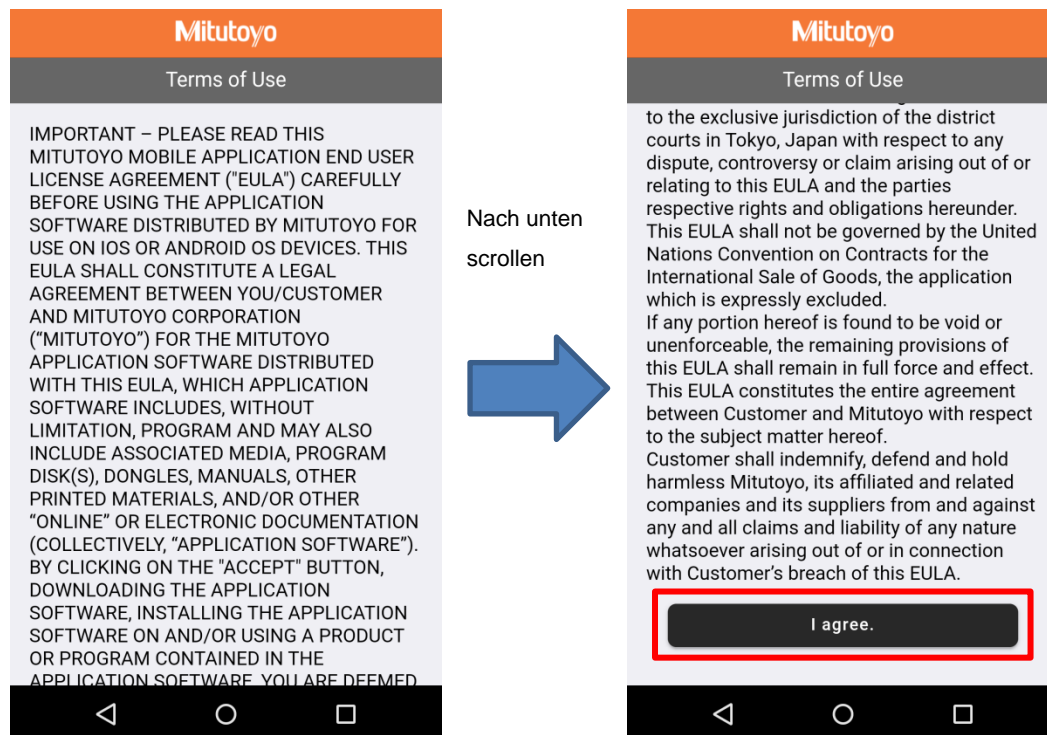 Mitutoyo
Terms of Use
IMPORTANT – PLEASE READ THIS
MITUTOYO MOBILE APPLICATION END USER
LICENSE AGREEMENT ("EULA") CAREFULLY
BEFORE USING THE APPLICATION
SOFTWARE DISTRIBUTED BY MITUTOYO FOR
USE ON IOS OR ANDROID OS DEVICES. THIS
EULA SHALL CONSTITUTE A LEGAL
AGREEMENT BETWEEN YOU/CUSTOMER
AND MITUTOYO CORPORATION
(“MITUTOYO”) FOR THE MITUTOYO
APPLICATION SOFTWARE DISTRIBUTED
WITH THIS EULA, WHICH APPLICATION
SOFTWARE INCLUDES, WITHOUT
LIMITATION, PROGRAM AND MAY ALSO
INCLUDE ASSOCIATED MEDIA, PROGRAM
DISK(S), DONGLES, MANUALS, OTHER
PRINTED MATERIALS, AND/OR OTHER
“ONLINE” OR ELECTRONIC DOCUMENTATION
(COLLECTIVELY, “APPLICATION SOFTWARE”).
BY CLICKING ON THE "ACCEPT" BUTTON,
DOWNLOADING THE APPLICATION
SOFTWARE, INSTALLING THE APPLICATION
SOFTWARE ON AND/OR USING A PRODUCT
OR PROGRAM CONTAINED IN THE
APPLICATION SOFTWARE, YOU ARE DEEMED
Nach unten
scrollen
Mitutoyo
Terms of Use
to the exclusive jurisdiction of the district
courts in Tokyo, Japan with respect to any
dispute, controversy or claim arising out of or
relating to this EULA and the parties
respective rights and obligations hereunder.
This EULA shall not be governed by the United
Nations Convention on Contracts for the
International Sale of Goods, the application
which is expressly excluded.
If any portion hereof is found to be void or
unenforceable, the remaining provisions of
this EULA shall remain in full force and effect.
This EULA constitutes the entire agreement
between Customer and Mitutoyo with respect
to the subject matter hereof.
Customer shall indemnify, defend and hold
harmless Mitutoyo, its affiliated and related
companies and its suppliers from and against
any and all claims and liability of any nature
whatsoever arising out of or in connection
with Customer’s breach of this EULA.
I agree.